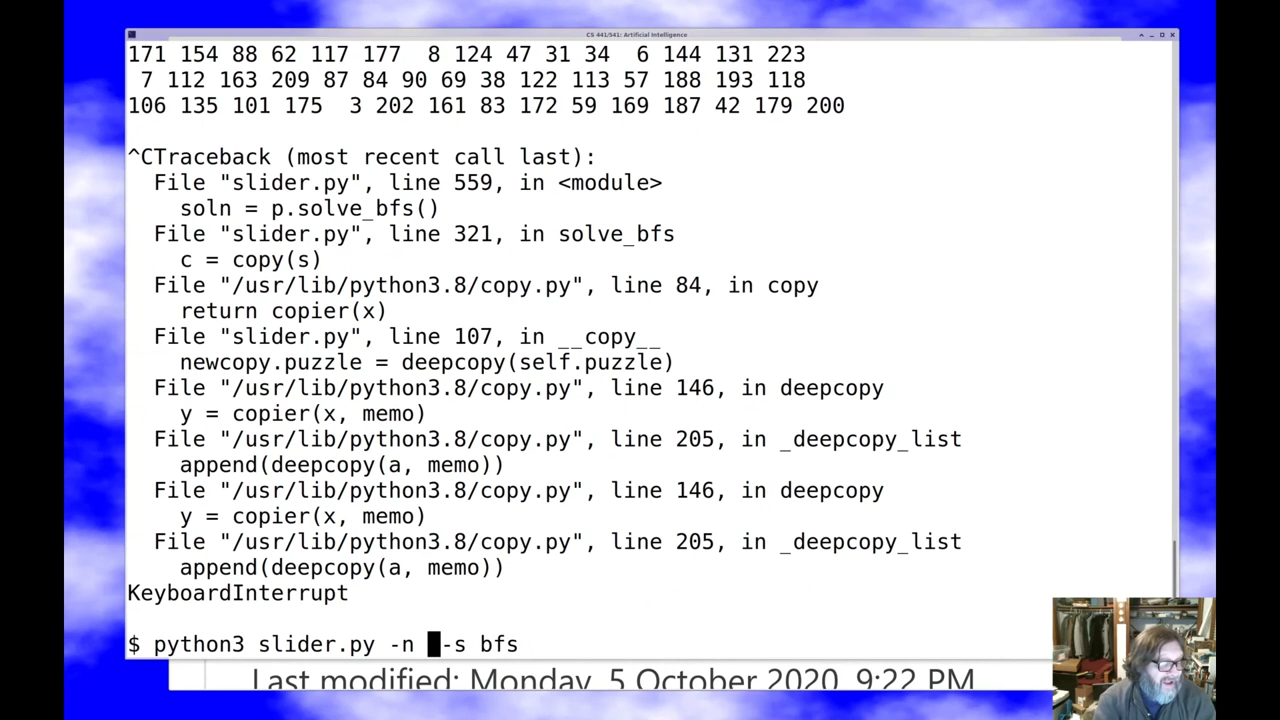 CS 441/541: Artificial Intelligence
171 154 88 62 117 177  8 124 47 31 34  6 144 131 223
 7 112 163 209 87 84 90 69 38 122 113 57 188 193 118
106 135 101 175  3 202 161 83 172 59 169 187 42 179 200
^CTraceback (most recent call last):
  File "slider.py", line 559, in <module>
    soln = p.solve_bfs()
  File "slider.py", line 321, in solve_bfs
    c = copy(s)
  File "/usr/lib/python3.8/copy.py", line 84, in copy
    return copier(x)
  File "slider.py", line 107, in __copy__
    newcopy.puzzle = deepcopy(self.puzzle)
  File "/usr/lib/python3.8/copy.py", line 146, in deepcopy
    y = copier(x, memo)
  File "/usr/lib/python3.8/copy.py", line 205, in _deepcopy_list
    append(deepcopy(a, memo))
  File "/usr/lib/python3.8/copy.py", line 146, in deepcopy
    y = copier(x, memo)
  File "/usr/lib/python3.8/copy.py", line 205, in _deepcopy_list
    append(deepcopy(a, memo))
KeyboardInterrupt
$ python3 slider.py -n  -s bfs
Last modified: Monday, 5 October 2020, 9:22 PM